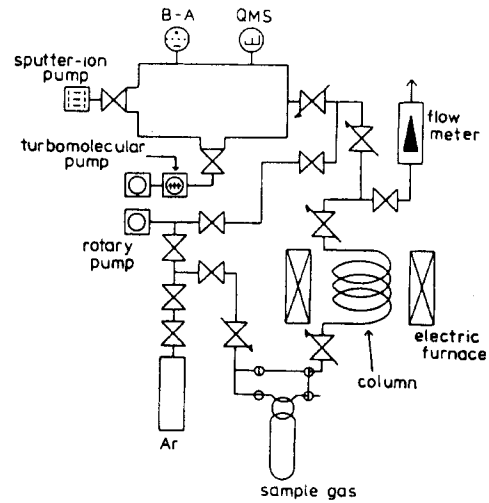 B-A
QMS
sputter-ion
pump
flow
meter
turbomolecular
pump
rotary
pump
electric
furnace
column
Ar
sample gas